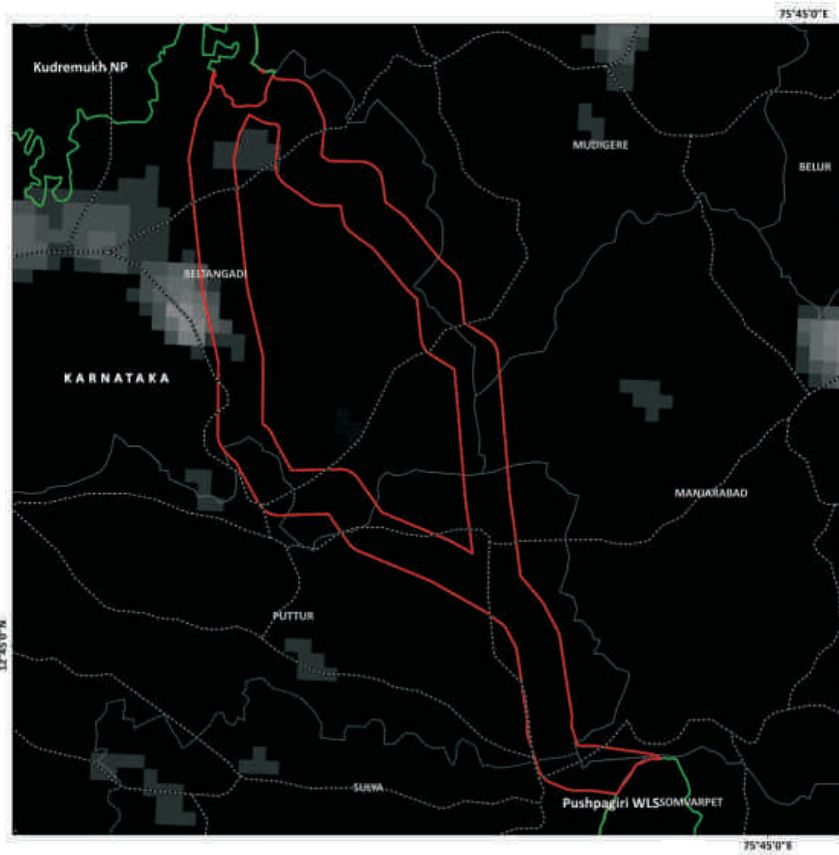 75°45'0"E
Kudremukh NP
MUDIGERE
BELUR
BELTANGADI
KARNATAKA
MANJARABAD
PUTTUR
12°45'0"N
SULYA
Pushpagiri WLS
SOMVARPET
75°45'0"E